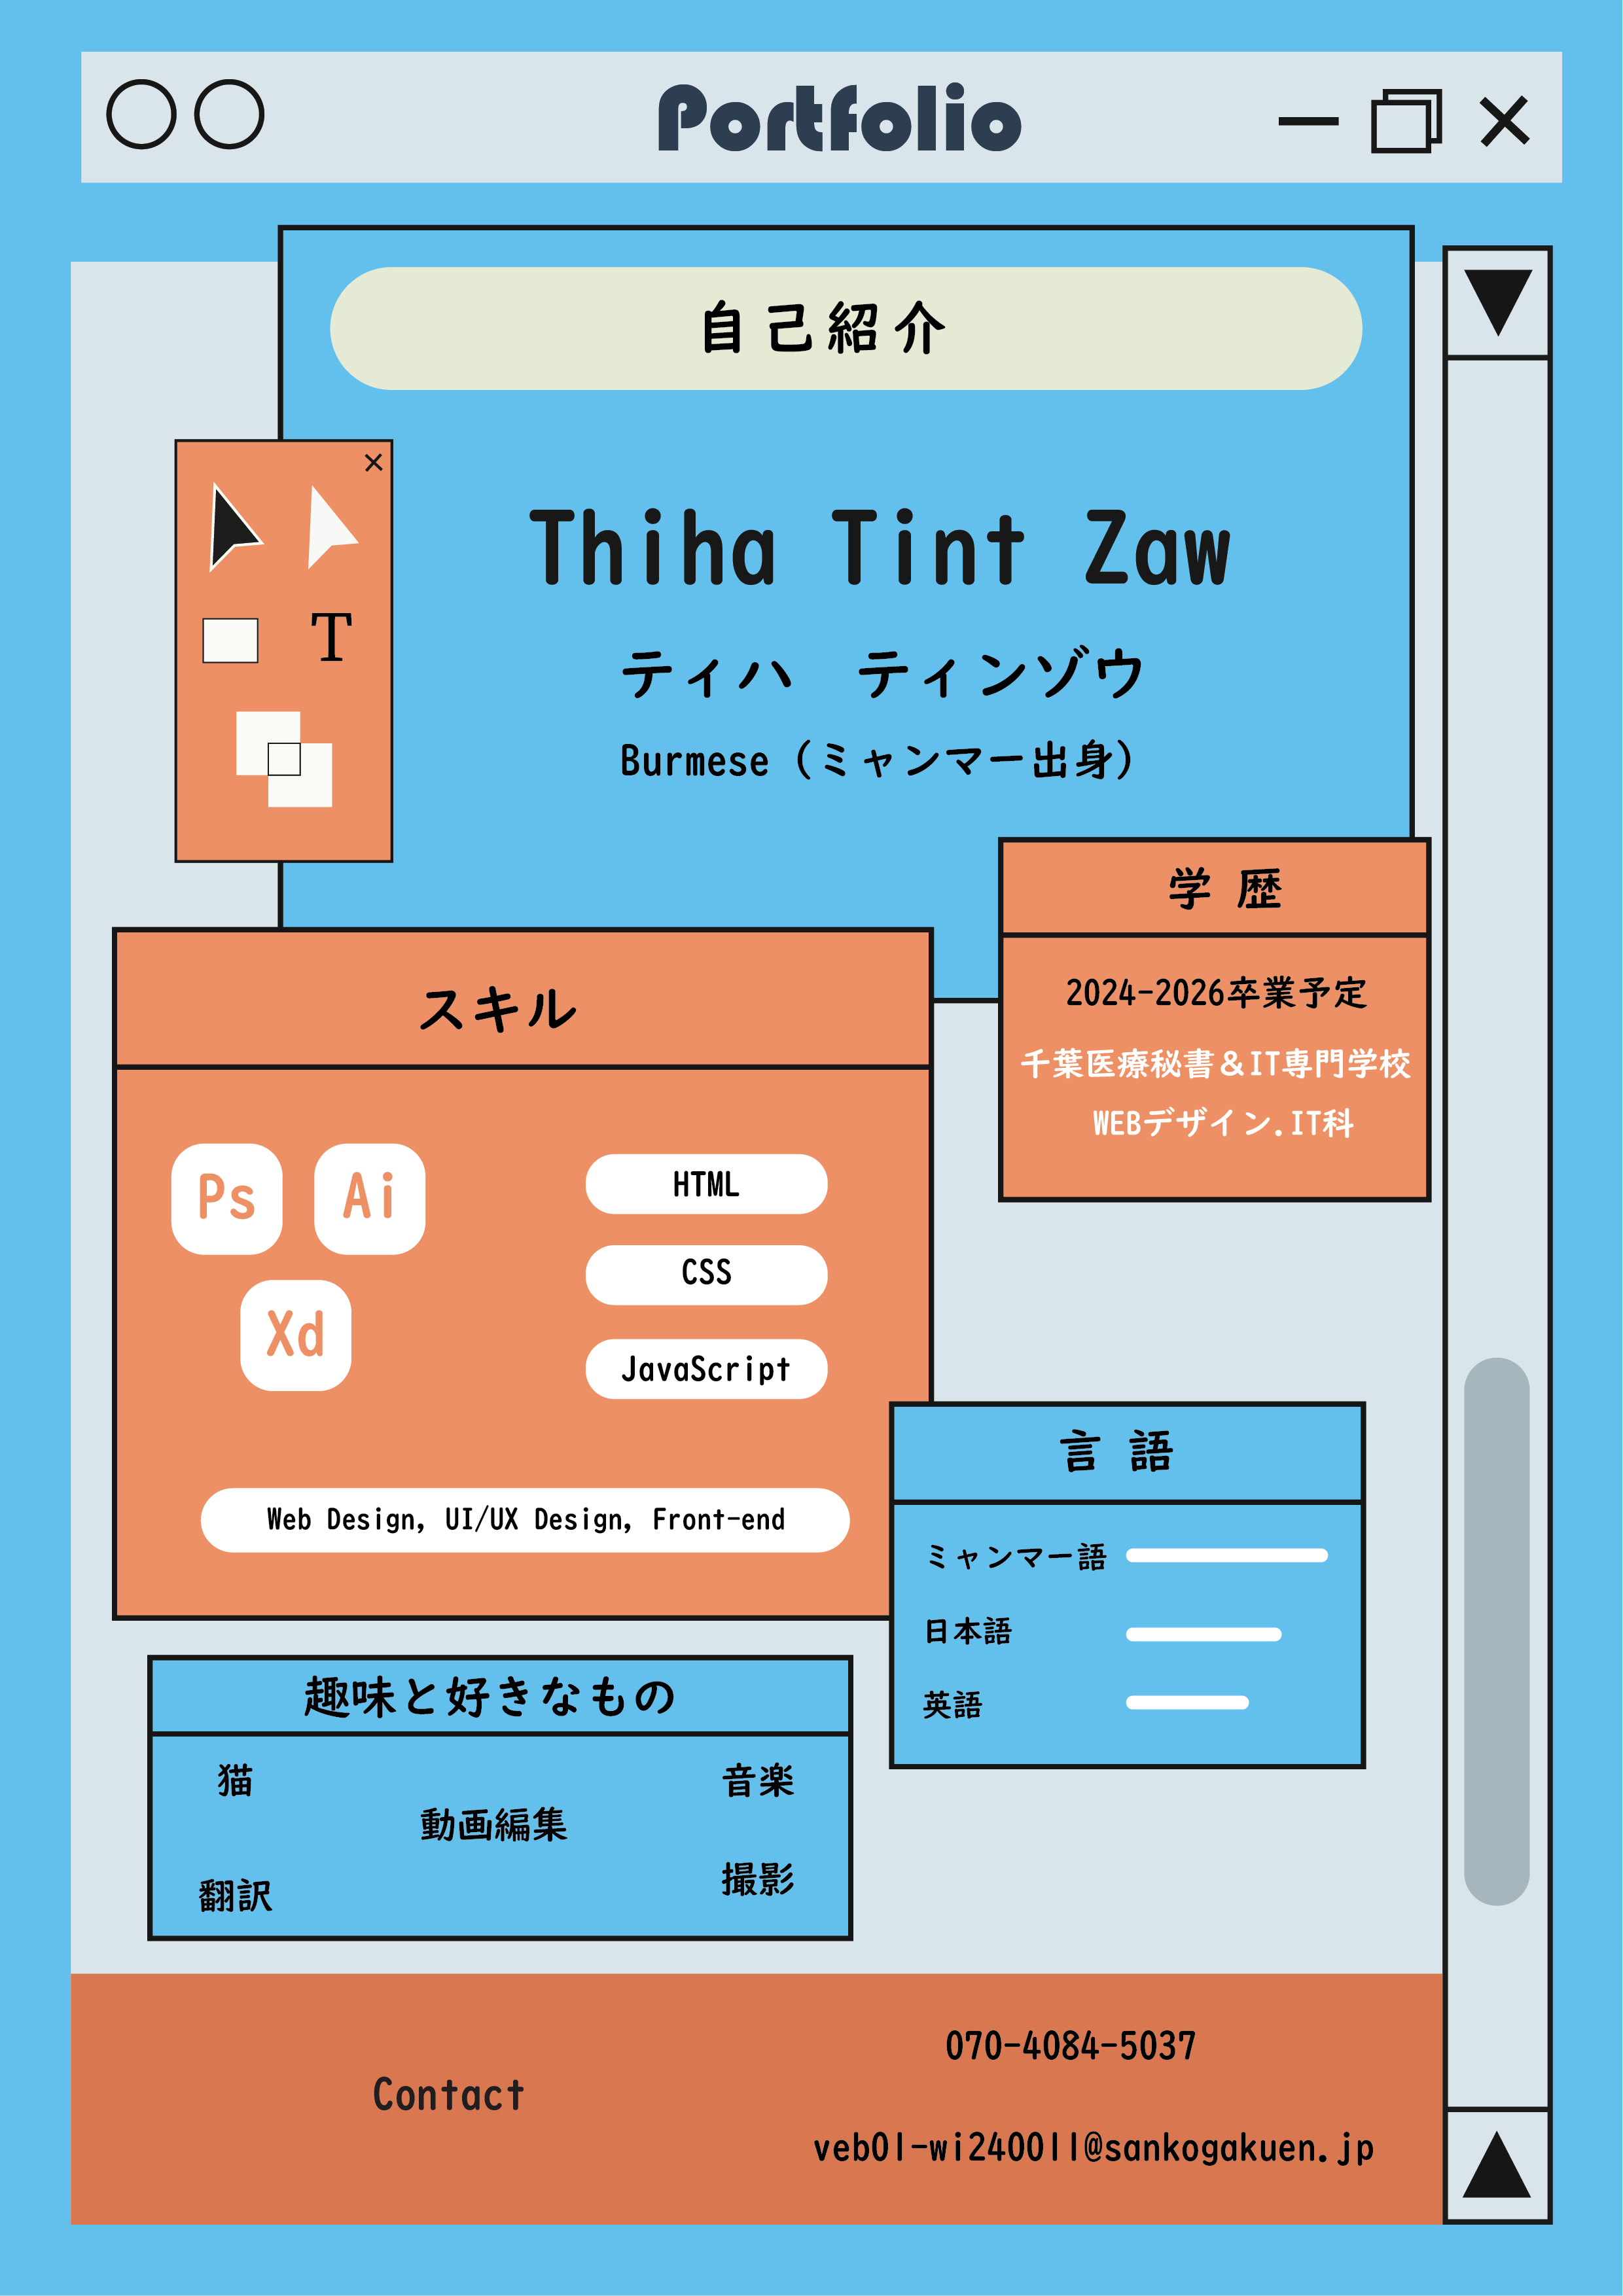 Portfolio
自己紹介
T
Thiha Tint Zaw
ティハ　ティンゾウ
Burmese (ミャンマー出身)
学歴
2024-2026卒業予定
千葉医療秘書&IT専門学校
WEBデザイン.IT科
スキル
Ps
Ai
Xd
HTML
CSS
JavaScript
Web Design, UI/UX Design, Front-end
言語
ミャンマー語
日本語
英語
趣味と好きなもの
猫
音楽
動画編集
翻訳
撮影
Contact
070-4084-5037
veb01-wi240011@sankogakuen.jp